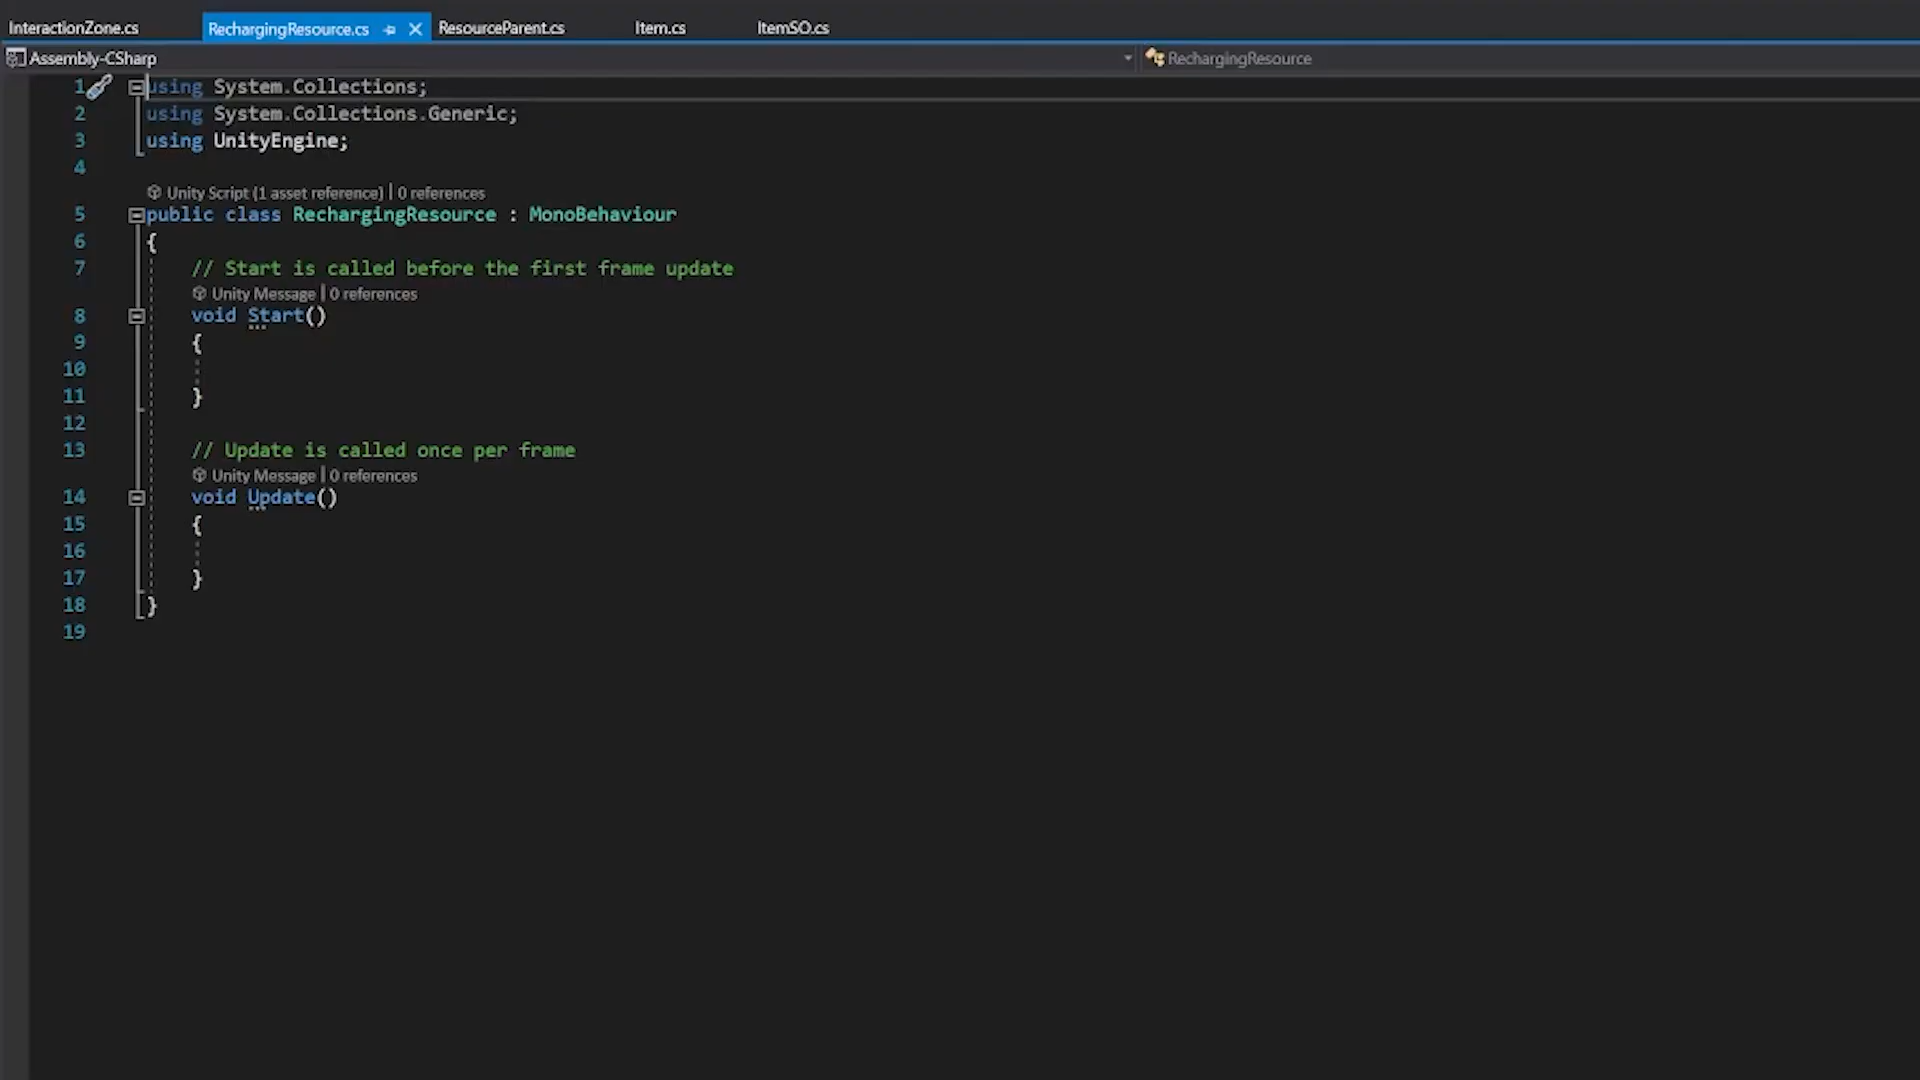 InteractionZone.cs RechargingResource.cs ResourceParent.cs Item.cs ItemSO.cs
Assembly-CSharp RechargingResource
1 using System.Collections;
2 using System.Collections.Generic;
3 using UnityEngine;
4
Unity Script (1 asset reference) | 0 references
5 public class RechargingResource : MonoBehaviour
6 {
7 // Start is called before the first frame update
Unity Message | 0 references
8 void Start()
9 {
10
11 }
12
13 // Update is called once per frame
Unity Message | 0 references
14 void Update()
15 {
16
17 }
18 }
19